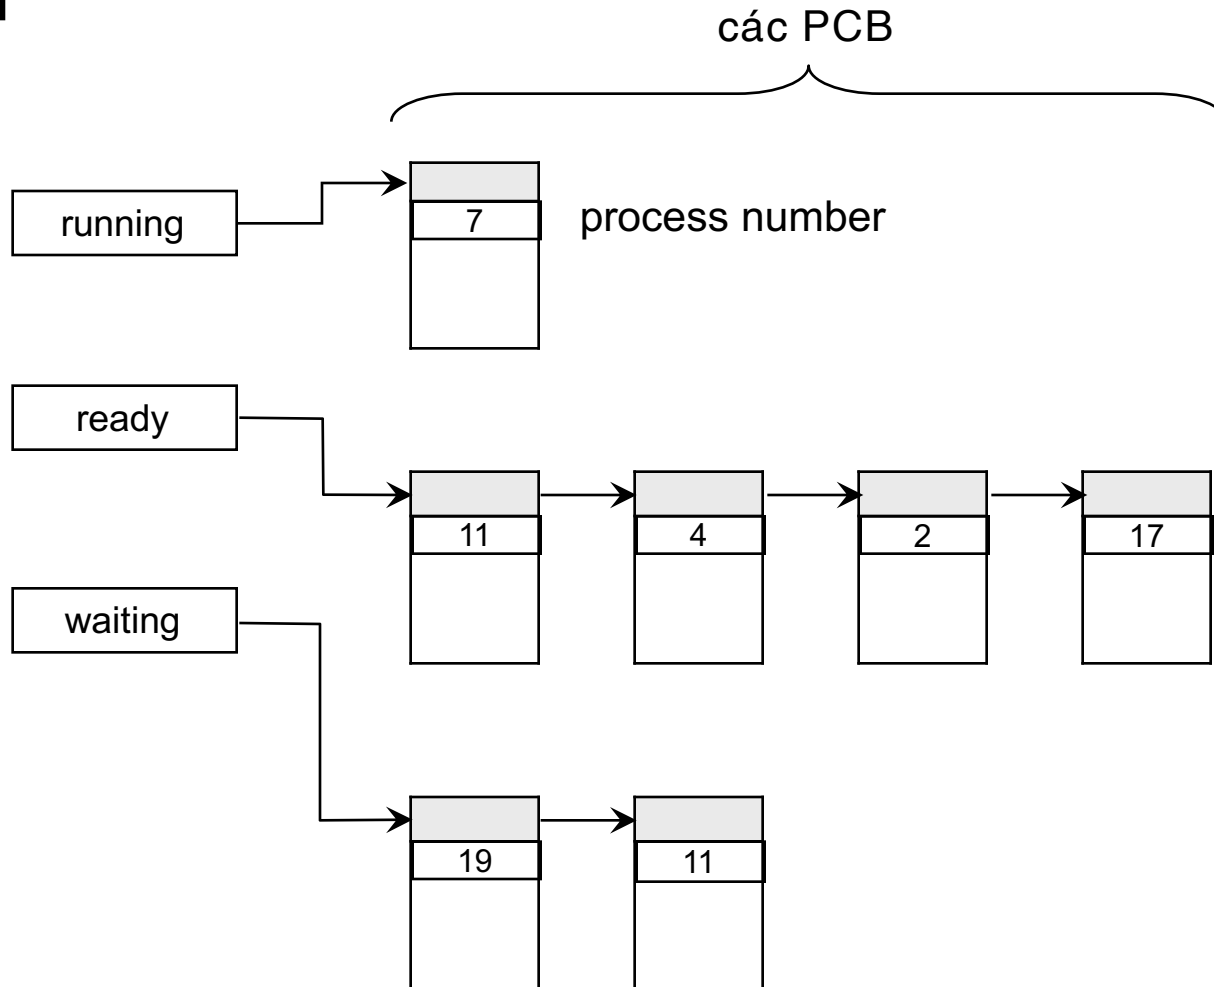 các PCB
running
7
process number
ready
11
4
2
17
waiting
19
11